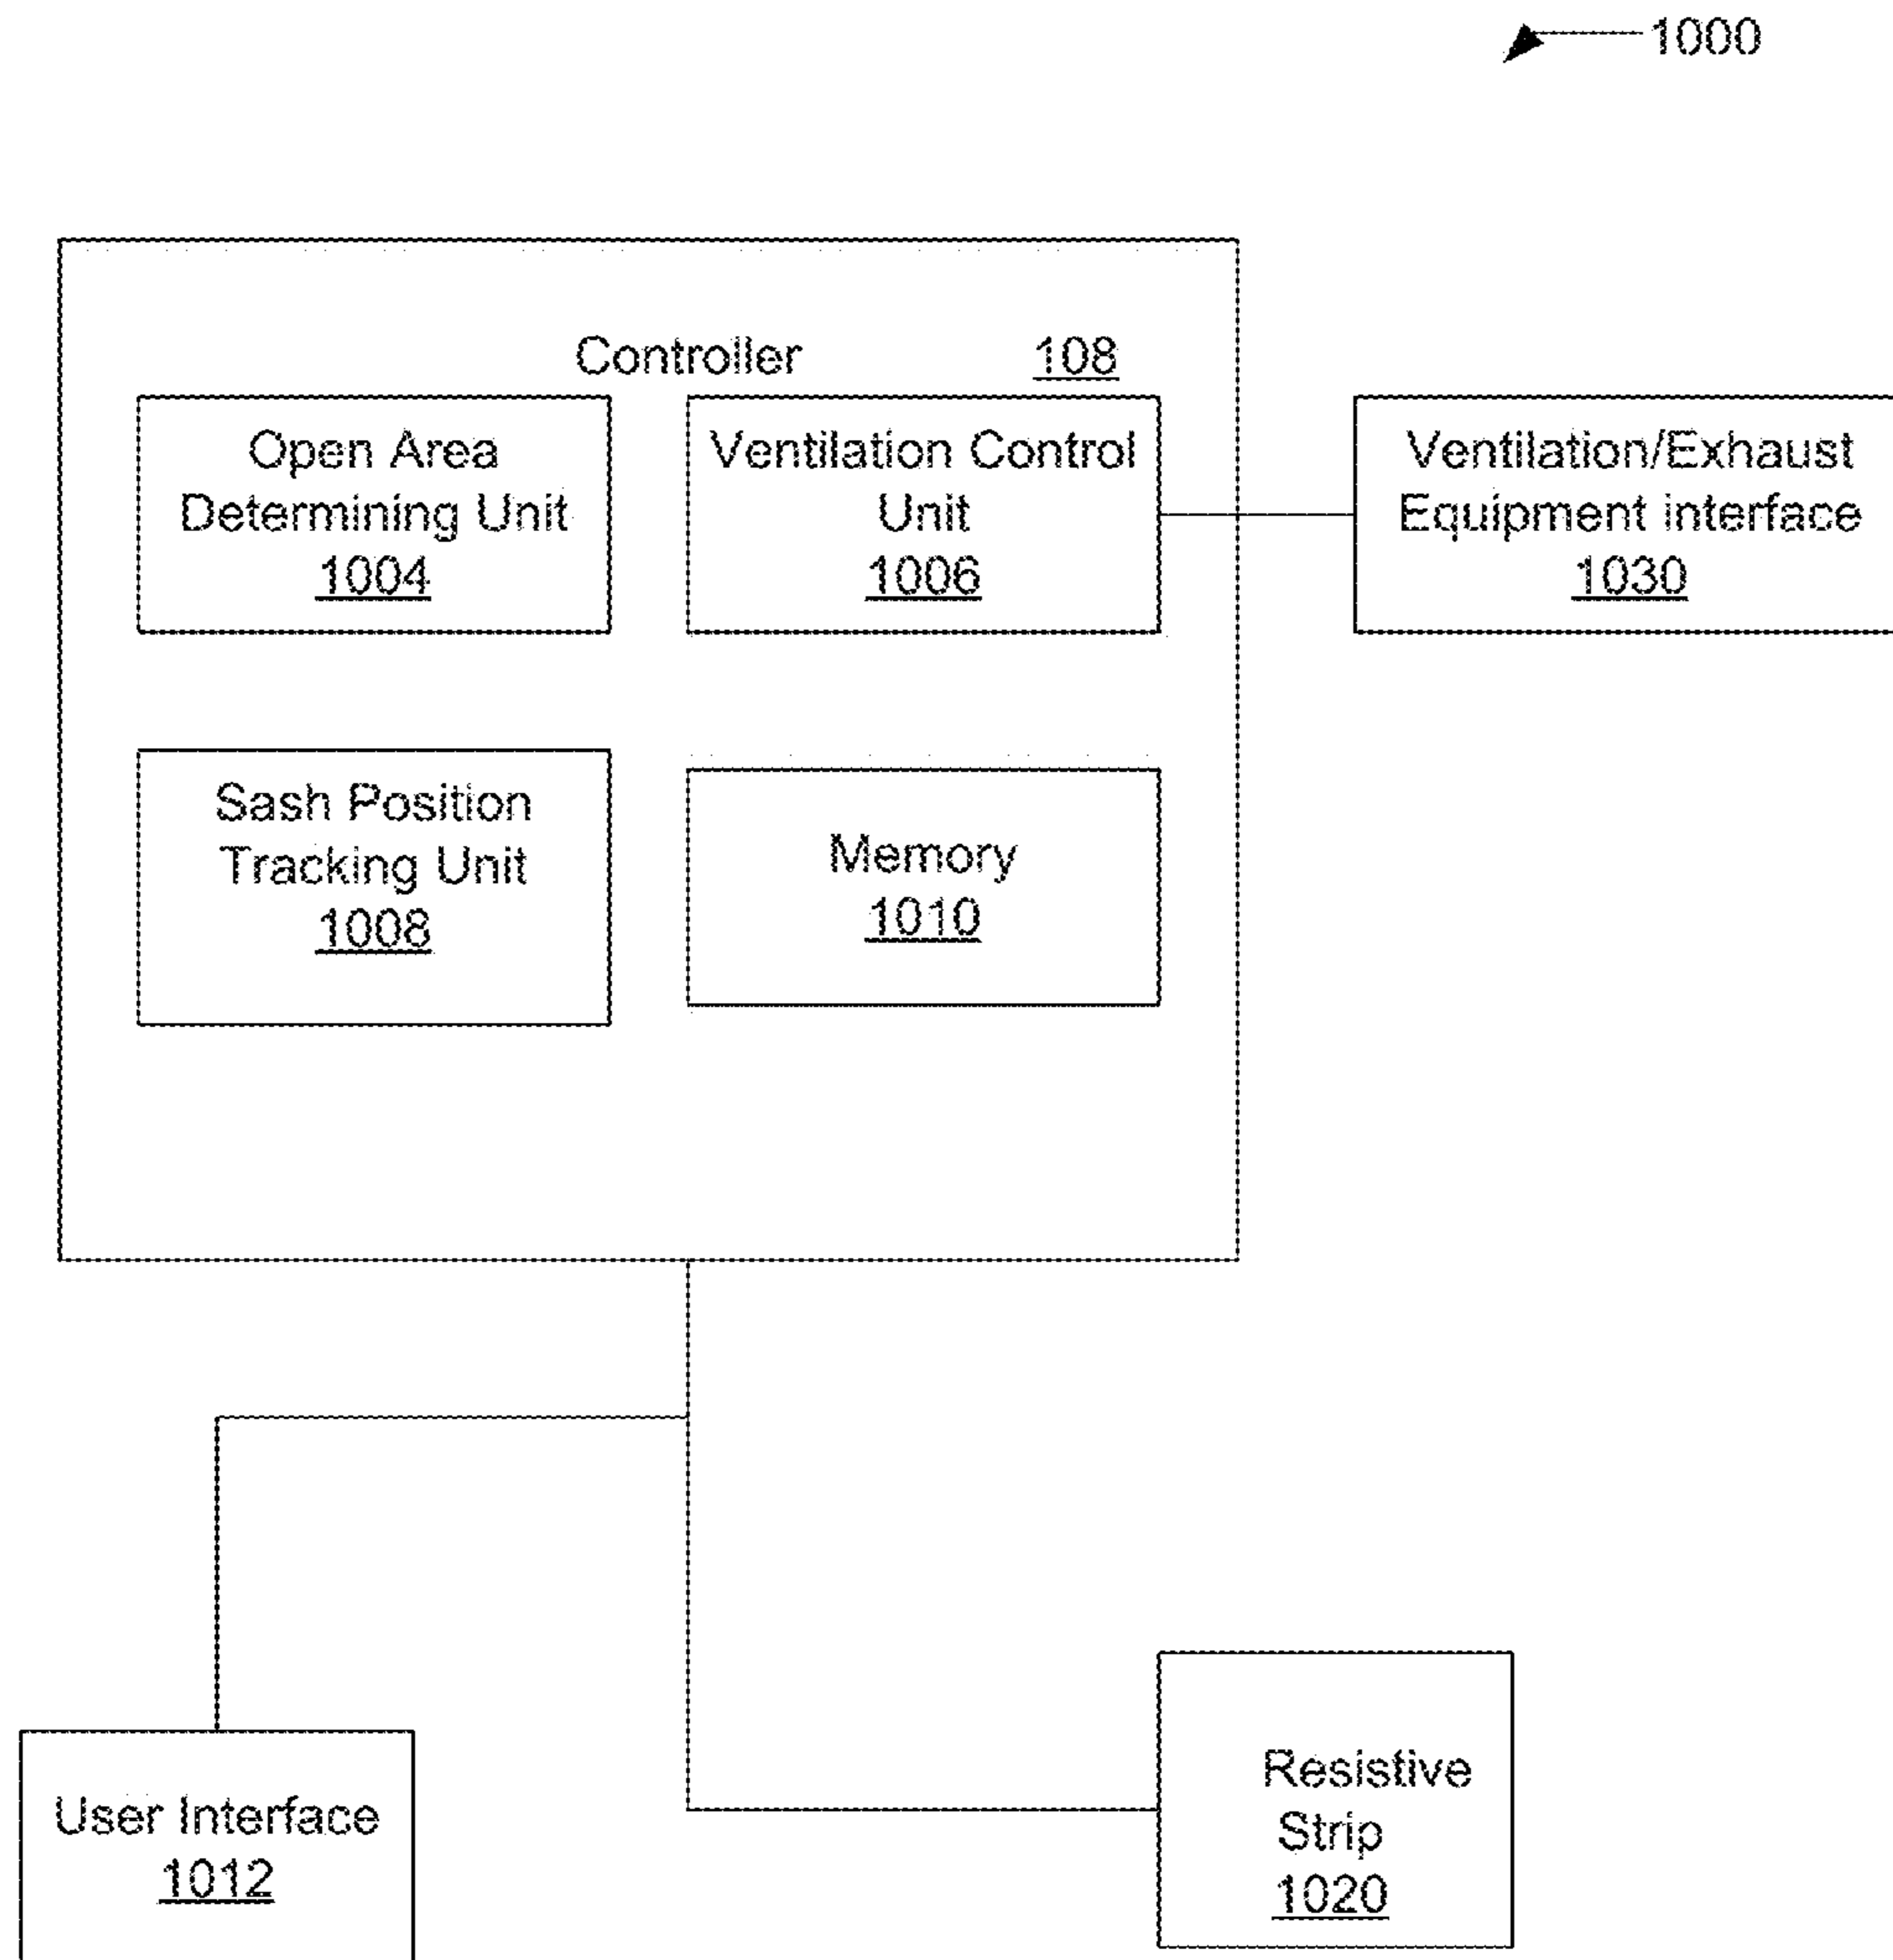 1000
Controller 108
Open Area
Determining Unit
1004
Ventilation Control
Unit
1006
Ventilation/Exhaust
Equipment interface
1030
Sash Position
Tracking Unit
1008
Memory
1010
User Interface
1012
Resistive
Strip
1020